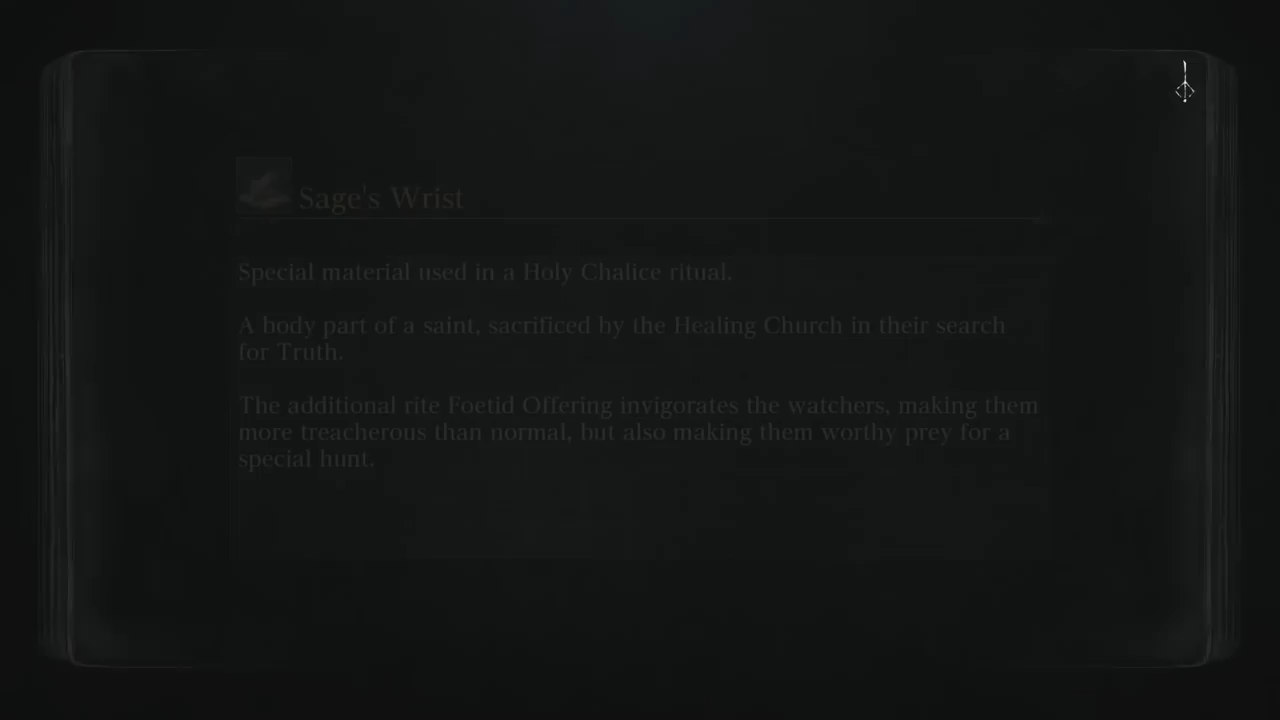 Sage's Wrist
Special material used in a Holy Chalice ritual.
A body part of a saint, sacrificed by the Healing Church in their search
for Truth.
The additional rite Foetid Offering invigorates the watchers, making them
more treacherous than normal, but also making them worthy prey for a
special hunt.